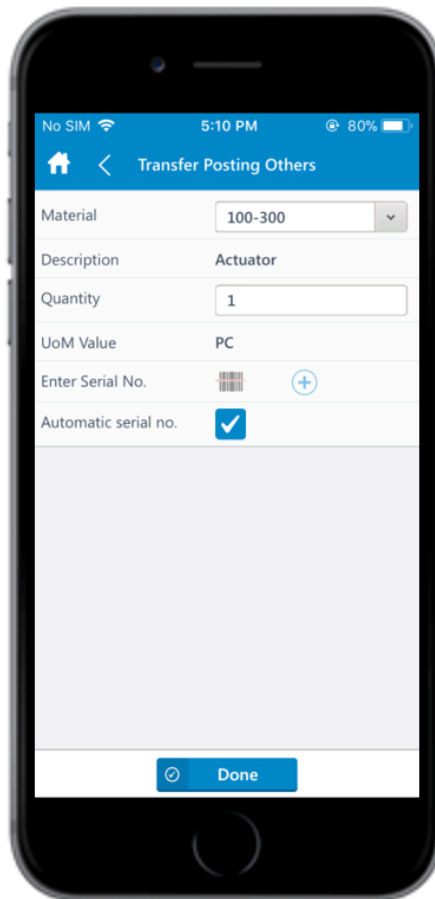 No SIM 5:10 PM 80%
Transfer Posting Others
Material 100-300
Description Actuator
Quantity 1
UoM Value PC
Enter Serial No.
Automatic serial no.
Done